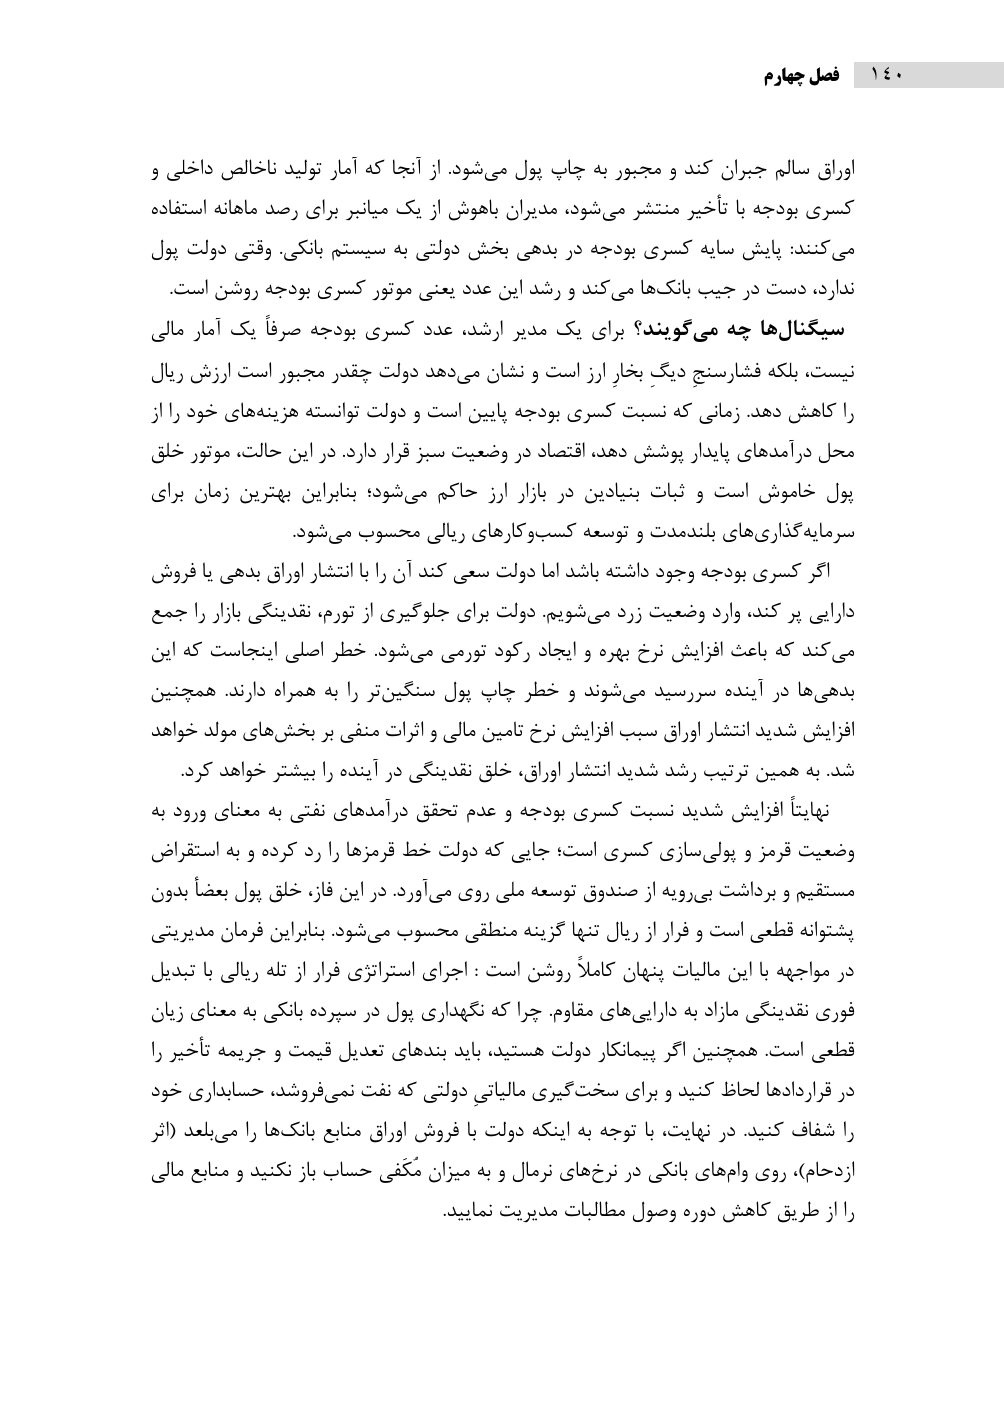 ۱٤۰ فصل چهارم
اوراق سالم جبران کند و مجبور به چاپ پول می‌شود. از آنجا که آمار تولید ناخالص داخلی و
کسری بودجه با تأخیر منتشر می‌شود، مدیران باهوش از یک میانبر برای رصد ماهانه استفاده
می‌کنند: پایش سایه کسری بودجه در بدهی بخش دولتی به سیستم بانکی. وقتی دولت پول
ندارد، دست در جیب بانک‌ها می‌کند و رشد این عدد یعنی موتور کسری بودجه روشن است.
سیگنال‌ها چه می‌گویند؟ برای یک مدیر ارشد، عدد کسری بودجه صرفاً یک آمار مالی
نیست، بلکه فشارسنجِ دیگِ بخارِ ارز است و نشان می‌دهد دولت چقدر مجبور است ارزش ریال
را کاهش دهد. زمانی که نسبت کسری بودجه پایین است و دولت توانسته هزینه‌های خود را از
محل درآمدهای پایدار پوشش دهد، اقتصاد در وضعیت سبز قرار دارد. در این حالت، موتور خلق
پول خاموش است و ثبات بنیادین در بازار ارز حاکم می‌شود؛ بنابراین بهترین زمان برای
سرمایه‌گذاری‌های بلندمدت و توسعه کسب‌وکارهای ریالی محسوب می‌شود.
اگر کسری بودجه وجود داشته باشد اما دولت سعی کند آن را با انتشار اوراق بدهی یا فروش
دارایی پر کند، وارد وضعیت زرد می‌شویم. دولت برای جلوگیری از تورم، نقدینگی بازار را جمع
می‌کند که باعث افزایش نرخ بهره و ایجاد رکود تورمی می‌شود. خطر اصلی اینجاست که این
بدهی‌ها در آینده سررسید می‌شوند و خطر چاپ پول سنگین‌تر را به همراه دارند. همچنین
افزایش شدید انتشار اوراق سبب افزایش نرخ تامین مالی و اثرات منفی بر بخش‌های مولد خواهد
شد. به همین ترتیب رشد شدید انتشار اوراق، خلق نقدینگی در آینده را بیشتر خواهد کرد.
نهایتاً افزایش شدید نسبت کسری بودجه و عدم تحقق درآمدهای نفتی به معنای ورود به
وضعیت قرمز و پولی‌سازی کسری است؛ جایی که دولت خط قرمزها را رد کرده و به استقراض
مستقیم و برداشت بی‌رویه از صندوق توسعه ملی روی می‌آورد. در این فاز، خلق پول بعضاً بدون
پشتوانه قطعی است و فرار از ریال تنها گزینه منطقی محسوب می‌شود. بنابراین فرمان مدیریتی
در مواجهه با این مالیات پنهان کاملاً روشن است : اجرای استراتژی فرار از تله ریالی با تبدیل
فوری نقدینگی مازاد به دارایی‌های مقاوم. چرا که نگهداری پول در سپرده بانکی به معنای زیان
قطعی است. همچنین اگر پیمانکار دولت هستید، باید بندهای تعدیل قیمت و جریمه تأخیر را
در قراردادها لحاظ کنید و برای سخت‌گیری مالیاتیِ دولتی که نفت نمی‌فروشد، حسابداری خود
را شفاف کنید. در نهایت، با توجه به اینکه دولت با فروش اوراق منابع بانک‌ها را می‌بلعد (اثر
ازدحام)، روی وام‌های بانکی در نرخ‌های نرمال و به میزان مُکَفی حساب باز نکنید و منابع مالی
را از طریق کاهش دوره وصول مطالبات مدیریت نمایید.